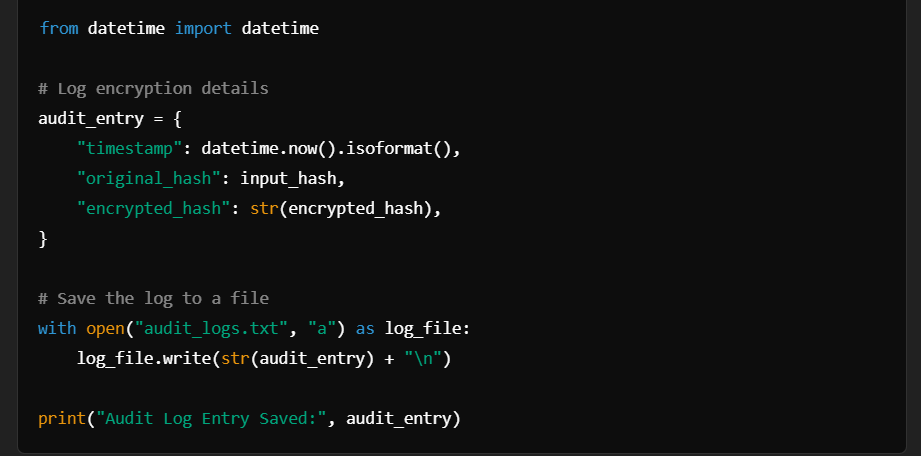 from datetime import datetime
# Log encryption details
audit_entry = {
    "timestamp": datetime.now().isoformat(),
    "original_hash": input_hash,
    "encrypted_hash": str(encrypted_hash),
}
# Save the log to a file
with open("audit_logs.txt", "a") as log_file:
    log_file.write(str(audit_entry) + "\n")
print("Audit Log Entry Saved:", audit_entry)